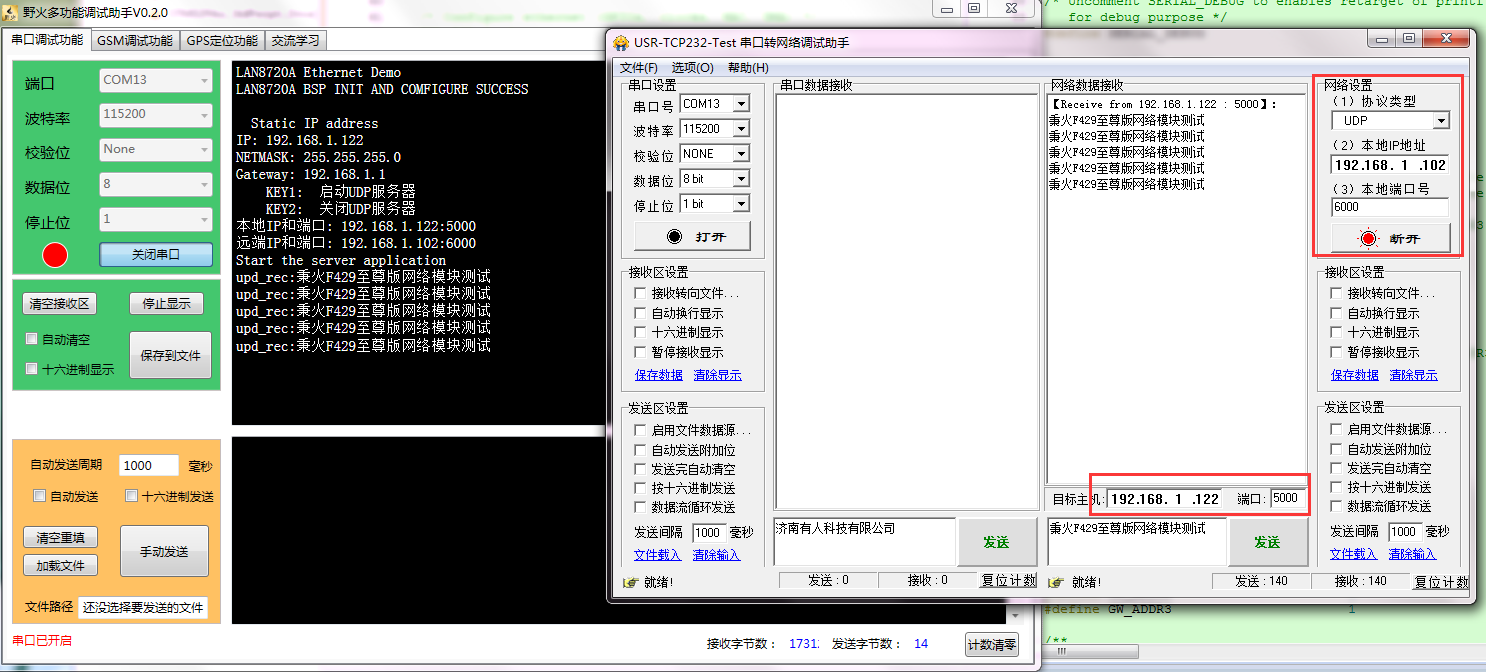 野火多功能调试助手V0.2.0
串口调试功能 GSM调试功能 GPS定位功能 交流学习
端口 COM13
波特率 115200
校验位 None
数据位 8
停止位 1
关闭串口
清空接收区 停止显示
自动清空
十六进制显示
保存到文件
自动发送周期 1000 毫秒
自动发送 十六进制发送
清空重填
加载文件
手动发送
文件路径 还没选择要发送的文件
串口已开启
LAN8720A Ethernet Demo
LAN8720A BSP INIT AND COMFIGURE SUCCESS
Static IP address
IP: 192.168.1.122
NETMASK: 255.255.255.0
Gateway: 192.168.1.1
KEY1: 启动UDP服务器
KEY2: 关闭UDP服务器
本地IP和端口: 192.168.1.122:5000
远端IP和端口: 192.168.1.102:6000
Start the server application
upd_rec:秉火F429至尊版网络模块测试
upd_rec:秉火F429至尊版网络模块测试
upd_rec:秉火F429至尊版网络模块测试
upd_rec:秉火F429至尊版网络模块测试
upd_rec:秉火F429至尊版网络模块测试
接收字节数: 1731 发送字节数: 14 计数清零
USR-TCP232-Test 串口转网络调试助手
文件(F) 选项(O) 帮助(H)
串口设置
串口号 COM13
波特率 115200
校验位 NONE
数据位 8 bit
停止位 1 bit
打开
接收区设置
接收转向文件...
自动换行显示
十六进制显示
暂停接收显示
保存数据 清除显示
发送区设置
启用文件数据源...
自动发送附加位
发送完自动清空
按十六进制发送
数据流循环发送
发送间隔 1000 毫秒
文件载入 清除输入
就绪!
串口数据接收
济南有人科技有限公司
发送
发送 : 0 接收 : 0 复位计数
网络数据接收
【Receive from 192.168.1.122 : 5000】:
秉火F429至尊版网络模块测试
秉火F429至尊版网络模块测试
秉火F429至尊版网络模块测试
秉火F429至尊版网络模块测试
秉火F429至尊版网络模块测试
目标主机: 192.168. 1 .122 端口: 5000
秉火F429至尊版网络模块测试
发送
就绪!
发送 : 140 接收 : 140 复位计数
网络设置
(1) 协议类型
UDP
(2) 本地IP地址
192.168. 1 .102
(3) 本地端口号
6000
断开
接收区设置
接收转向文件...
自动换行显示
十六进制显示
暂停接收显示
保存数据 清除显示
发送区设置
启用文件数据源...
自动发送附加位
发送完自动清空
按十六进制发送
数据流循环发送
发送间隔 1000 毫秒
文件载入 清除输入
for debug purpose */
#define GW_ADDR3 1
/**